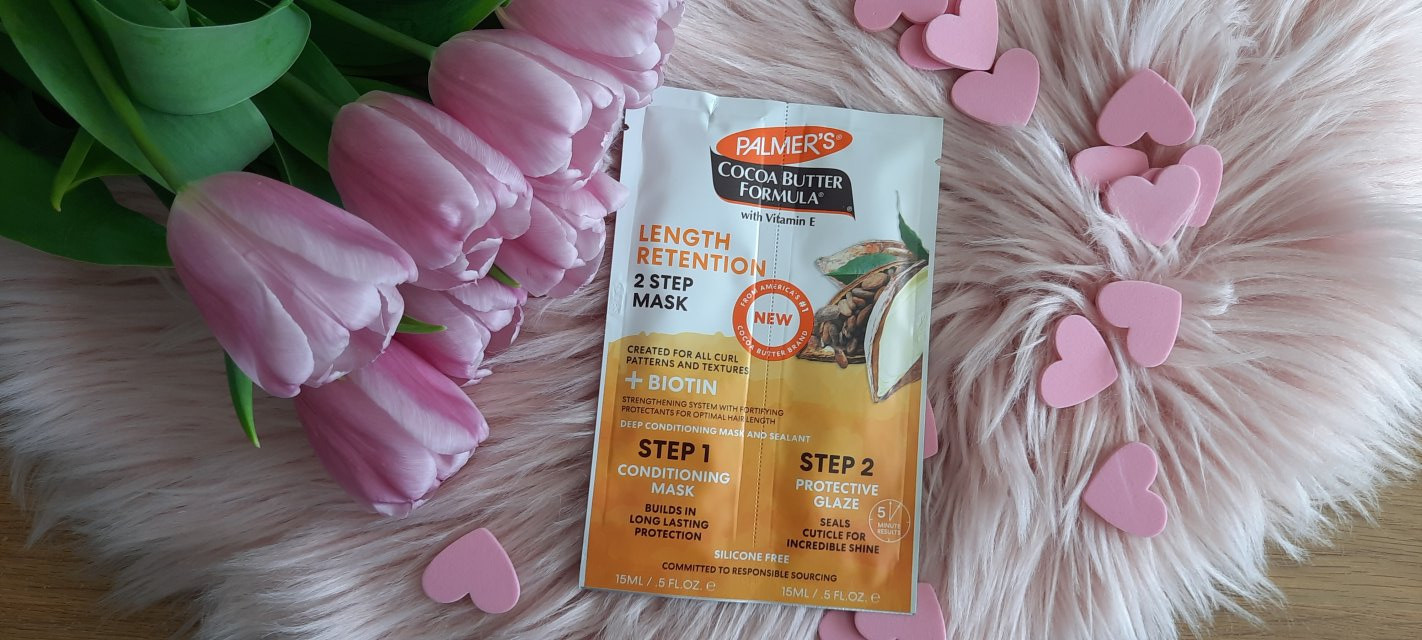 PALMER'S®
COCOA BUTTER
FORMULA®
with Vitamin E
LENGTH
RETENTION
2 STEP
MASK
FROM AMERICA'S #1
NEW
COCOA BUTTER BRAND
CREATED FOR ALL CURL
PATTERNS AND TEXTURES
+ BIOTIN
STRENGTHENING SYSTEM WITH FORTIFYING
PROTECTANTS FOR OPTIMAL HAIR LENGTH
DEEP CONDITIONING MASK AND SEALANT
STEP 1
CONDITIONING
MASK
BUILDS IN
LONG LASTING
PROTECTION
STEP 2
PROTECTIVE
GLAZE
SEALS
CUTICLE FOR
INCREDIBLE SHINE
5
MINUTE
RESULTS
SILICONE FREE
COMMITTED TO RESPONSIBLE SOURCING
15ML / .5 FL.OZ. ℮
15ML / .5 FL.OZ. ℮